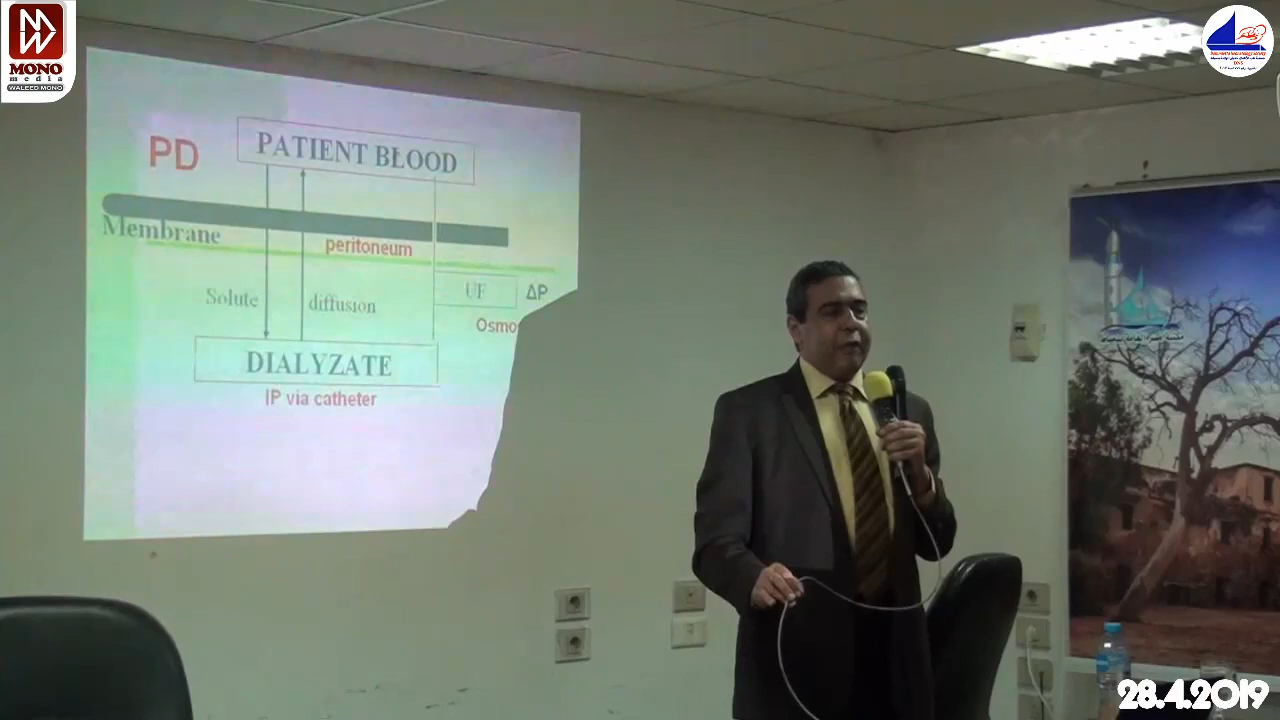 MONO
media
WALEED MONO
DNS
PD
PATIENT BLOOD
Membrane
peritoneum
Solute
diffusion
UF
ΔP
Osmo
DIALYZATE
IP via catheter
28.4.2019